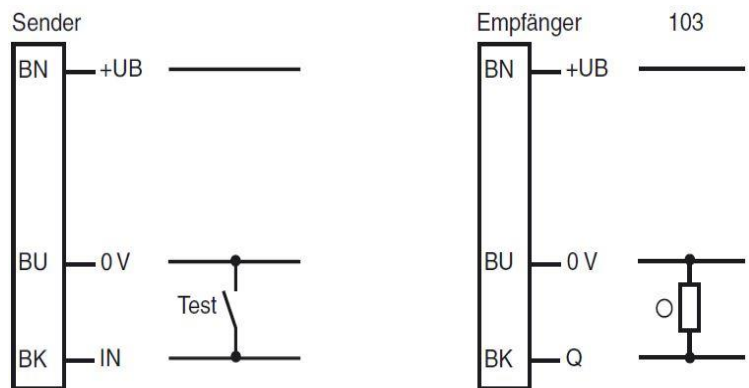 Sender
BN +UB
BU 0 V
Test
BK IN
Empfänger 103
BN +UB
BU 0 V
BK Q